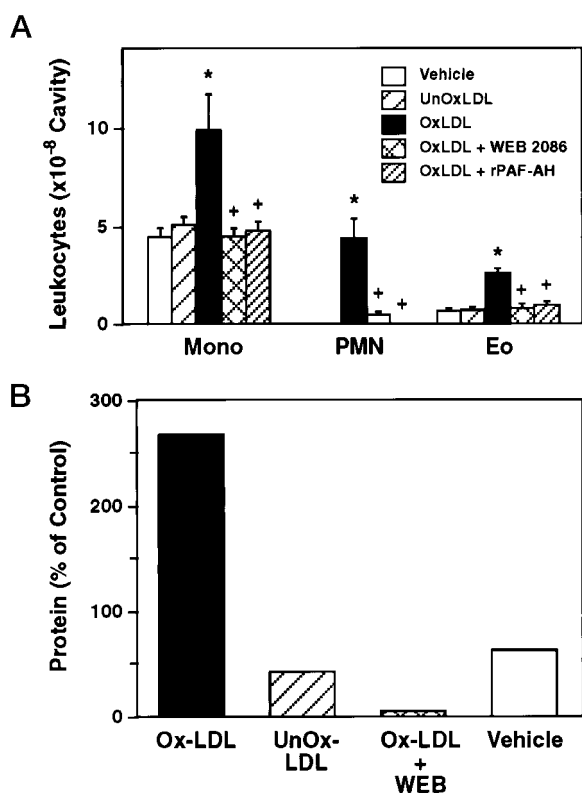 A
Leukocytes (x10-8 Cavity)
10
5
0
*
+
+
*
+
+
*
+
+
Vehicle
UnOxLDL
OxLDL
OxLDL + WEB 2086
OxLDL + rPAF-AH
Mono
PMN
Eo
B
Protein (% of Control)
300
200
100
0
Ox-LDL
UnOx-
LDL
Ox-LDL
+
WEB
Vehicle